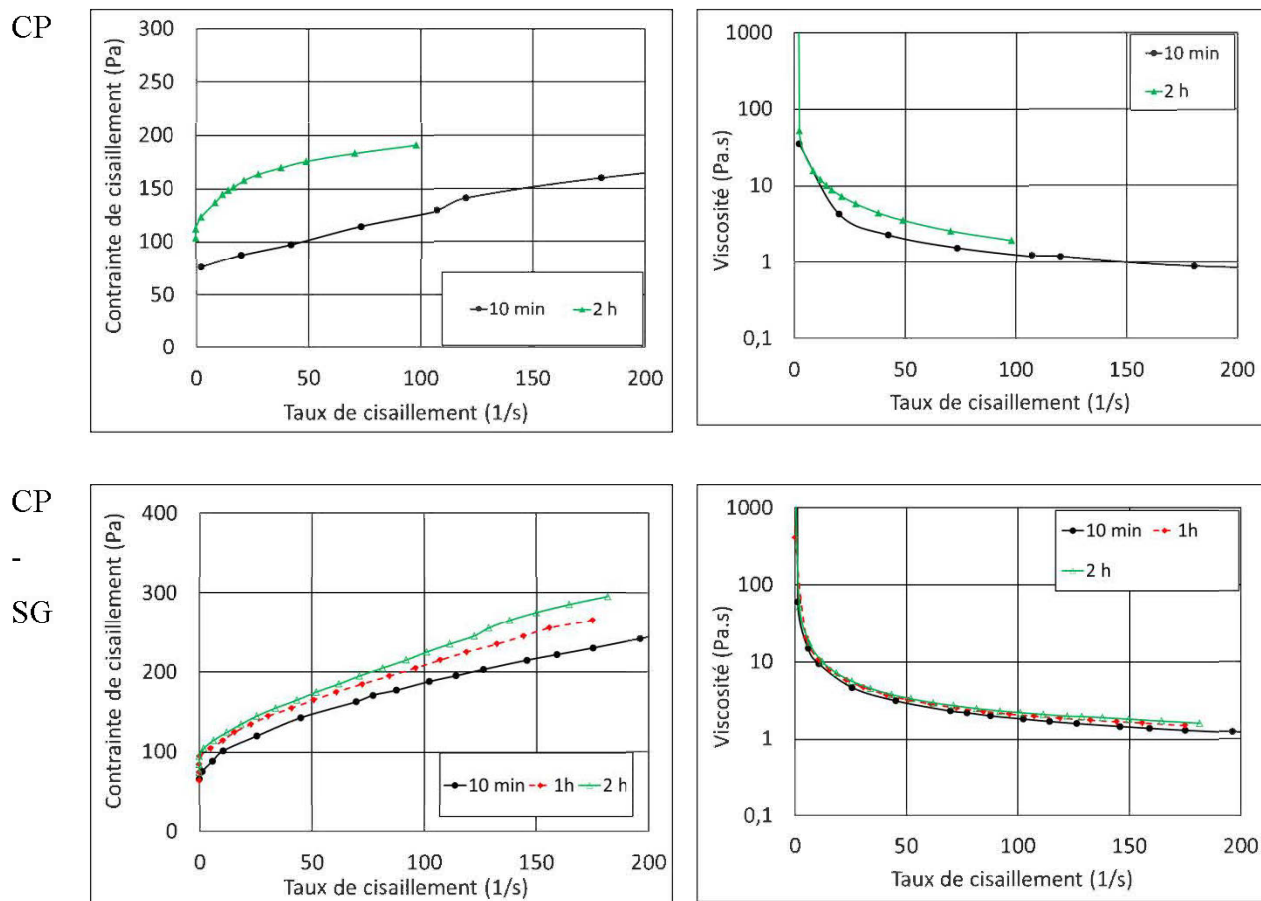 CP
Contrainte de cisaillement (Pa)
300
250
200
150
100
50
0
10 min
2 h
0 50 100 150 200
Taux de cisaillement (1/s)
Viscosité (Pa.s)
1000
100
10
1
0,1
10 min
2 h
0 50 100 150 200
Taux de cisaillement (1/s)
CP
-
SG
Contrainte de cisaillement (Pa)
400
300
200
100
0
10 min 1h 2 h
0 50 100 150 200
Taux de cisaillement (1/s)
Viscosité (Pa.s)
1000
100
10
1
0,1
10 min 1h
2 h
0 50 100 150 200
Taux de cisaillement (1/s)